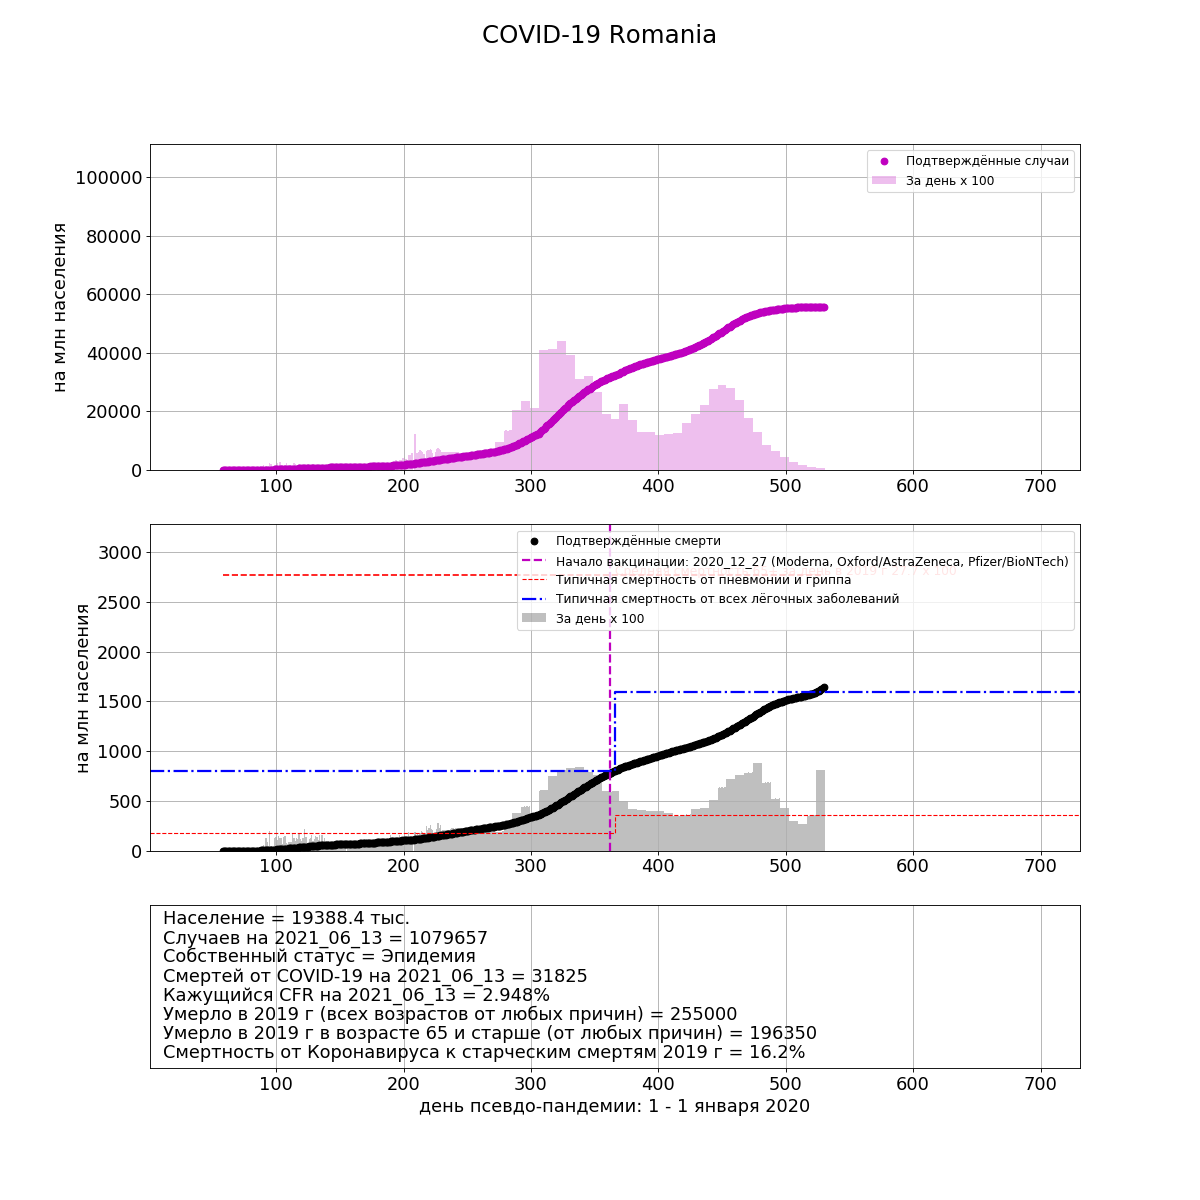 COVID-19 Romania
на млн населения
100000
80000
60000
40000
20000
0
Подтверждённые случаи
За день x 100
100 200 300 400 500 600 700
на млн населения
3000
2500
2000
1500
1000
500
0
Подтверждённые смерти
Начало вакцинации: 2020_12_27 (Moderna, Oxford/AstraZeneca, Pfizer/BioNTech)
Типичная смертность от пневмонии и гриппа
Типичная смертность от всех лёгочных заболеваний
За день x 100
100 200 300 400 500 600 700
Население = 19388.4 тыс.
Случаев на 2021_06_13 = 1079657
Собственный статус = Эпидемия
Смертей от COVID-19 на 2021_06_13 = 31825
Кажущийся CFR на 2021_06_13 = 2.948%
Умерло в 2019 г (всех возрастов от любых причин) = 255000
Умерло в 2019 г в возрасте 65 и старше (от любых причин) = 196350
Смертность от Коронавируса к старческим смертям 2019 г = 16.2%
100 200 300 400 500 600 700
день псевдо-пандемии: 1 - 1 января 2020